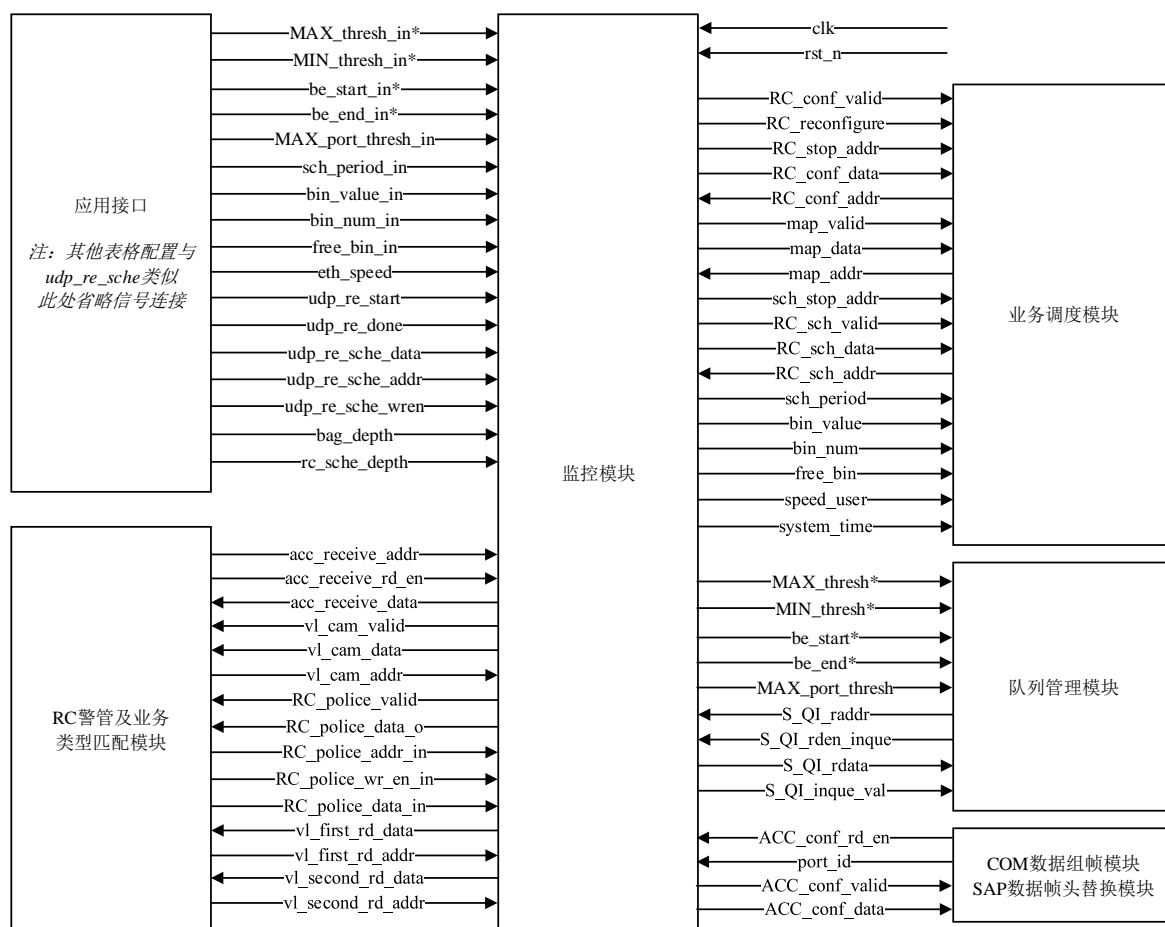 应用接口
注：其他表格配置与
udp_re_sche类似
此处省略信号连接
MAX_thresh_in*
MIN_thresh_in*
be_start_in*
be_end_in*
MAX_port_thresh_in
sch_period_in
bin_value_in
bin_num_in
free_bin_in
eth_speed
udp_re_start
udp_re_done
udp_re_sche_data
udp_re_sche_addr
udp_re_sche_wren
bag_depth
rc_sche_depth
RC警管及业务
类型匹配模块
acc_receive_addr
acc_receive_rd_en
acc_receive_data
vl_cam_valid
vl_cam_data
vl_cam_addr
RC_police_valid
RC_police_data_o
RC_police_addr_in
RC_police_wr_en_in
RC_police_data_in
vl_first_rd_data
vl_first_rd_addr
vl_second_rd_data
vl_second_rd_addr
监控模块
clk
rst_n
RC_conf_valid
RC_reconfigure
RC_stop_addr
RC_conf_data
RC_conf_addr
map_valid
map_data
map_addr
sch_stop_addr
RC_sch_valid
RC_sch_data
RC_sch_addr
sch_period
bin_value
bin_num
free_bin
speed_user
system_time
业务调度模块
MAX_thresh*
MIN_thresh*
be_start*
be_end*
MAX_port_thresh
S_QI_raddr
S_QI_rden_inque
S_QI_rdata
S_QI_inque_val
队列管理模块
ACC_conf_rd_en
port_id
ACC_conf_valid
ACC_conf_data
COM数据组帧模块
SAP数据帧头替换模块